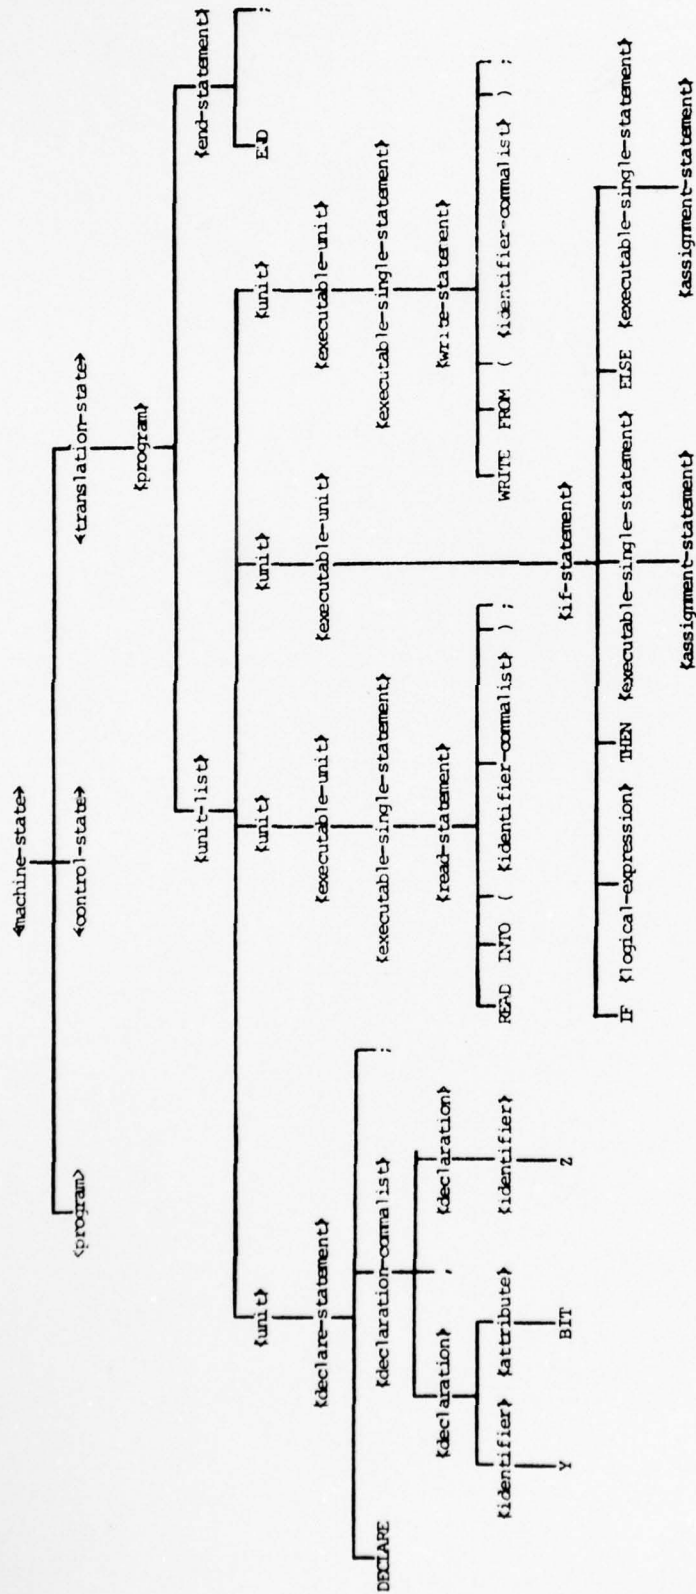 ⟨machine-state⟩
⟨program⟩ ⟨control-state⟩ ⟨translation-state⟩
⟨program⟩
⟨unit-list⟩ ⟨end-statement⟩
END ;
⟨unit⟩ ⟨unit⟩ ⟨unit⟩ ⟨unit⟩
⟨declare-statement⟩ ⟨executable-unit⟩ ⟨executable-unit⟩ ⟨executable-unit⟩
DECLARE ⟨declaration-commalist⟩ ; ⟨executable-single-statement⟩ ⟨executable-single-statement⟩
⟨declaration⟩ , ⟨declaration⟩ ⟨read-statement⟩ ⟨write-statement⟩
⟨identifier⟩ ⟨attribute⟩ ⟨identifier⟩ READ INTO ( ⟨identifier-commalist⟩ ) ; WRITE FROM ( ⟨identifier-commalist⟩ ) ;
Y BIT Z ⟨if-statement⟩
IF ⟨logical-expression⟩ THEN ⟨executable-single-statement⟩ ELSE ⟨executable-single-statement⟩
⟨assignment-statement⟩ ⟨assignment-statement⟩